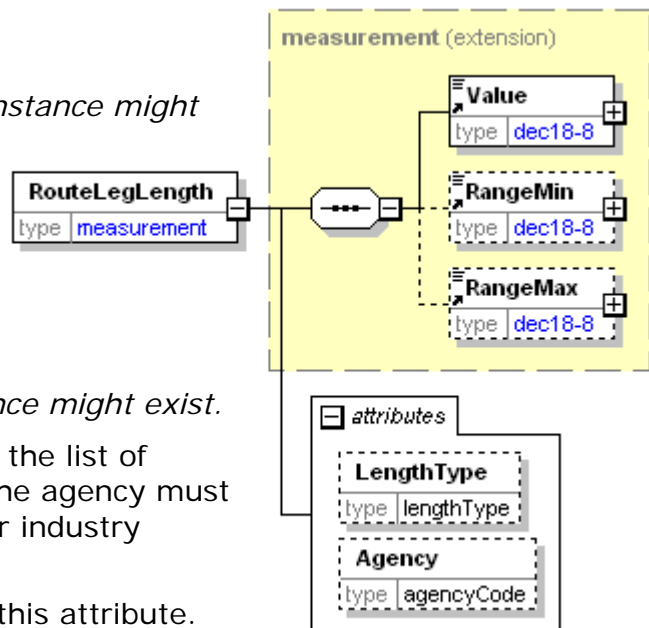 measurement (extension)
nstance might
Value
type dec18-8
RouteLegLength
type measurement
RangeMin
type dec18-8
RangeMax
type dec18-8
nce might exist.
attributes
the list of
LengthType
ne agency must
type lengthType
r industry
Agency
type agencyCode
this attribute.